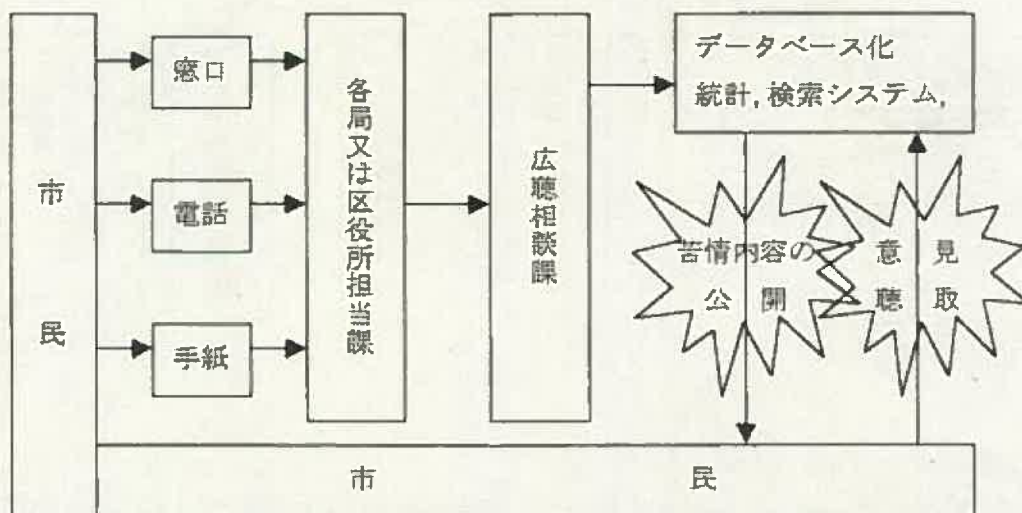 市民
窓口
電話
手紙
各局又は区役所担当課
広聴相談課
データベース化
統計,検索システム,
苦情内容の
公開
意見
聴取
市民